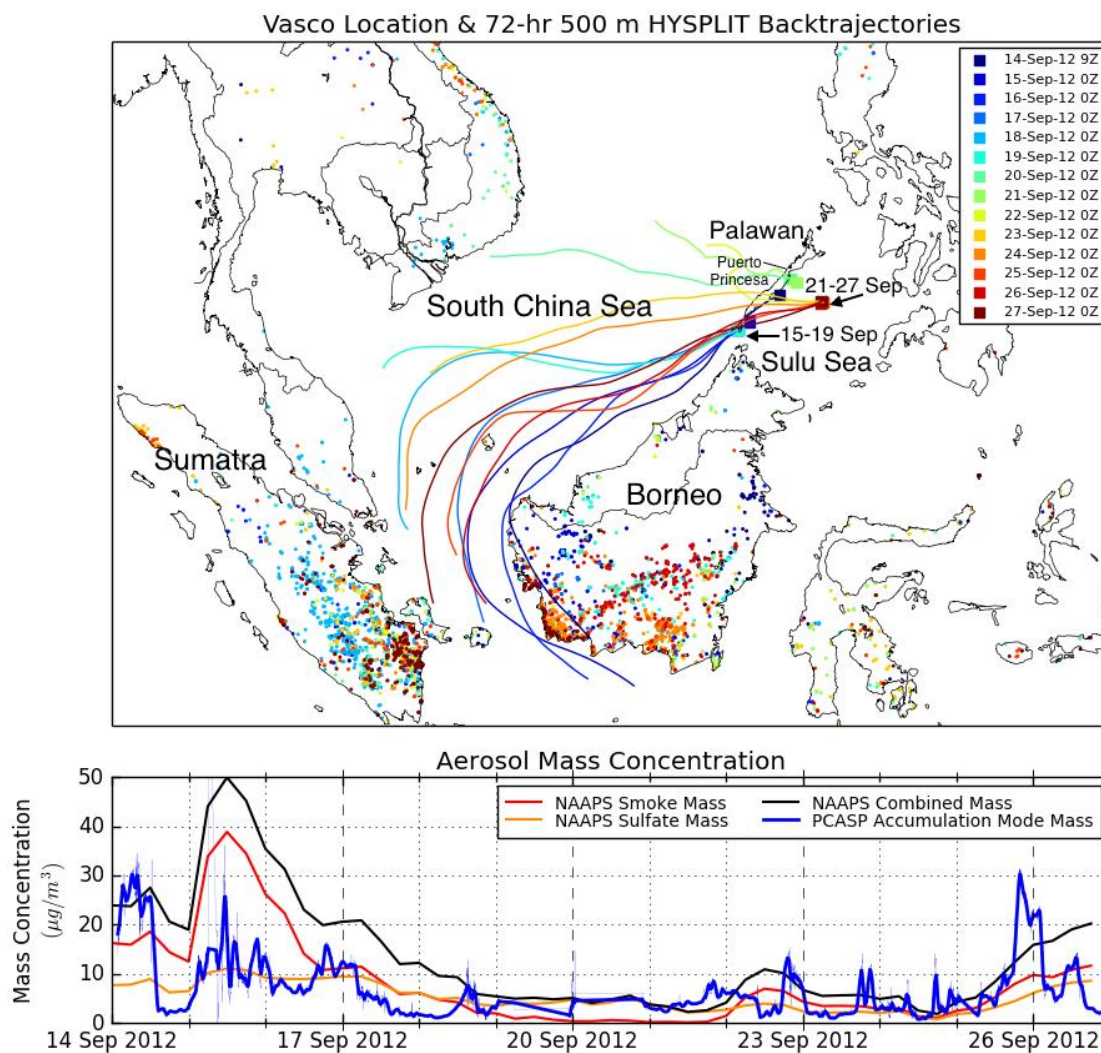 Vasco Location & 72-hr 500 m HYSPLIT Backtrajectories
14-Sep-12 9Z
15-Sep-12 0Z
16-Sep-12 0Z
17-Sep-12 0Z
18-Sep-12 0Z
19-Sep-12 0Z
20-Sep-12 0Z
21-Sep-12 0Z
22-Sep-12 0Z
23-Sep-12 0Z
24-Sep-12 0Z
25-Sep-12 0Z
26-Sep-12 0Z
27-Sep-12 0Z
Palawan
Puerto
Princesa
21-27 Sep
South China Sea
15-19 Sep
Sulu Sea
Sumatra
Borneo
Aerosol Mass Concentration
NAAPS Smoke Mass
NAAPS Sulfate Mass
NAAPS Combined Mass
PCASP Accumulation Mode Mass
Mass Concentration
(μg/m³)
50
40
30
20
10
0
14 Sep 2012
17 Sep 2012
20 Sep 2012
23 Sep 2012
26 Sep 2012